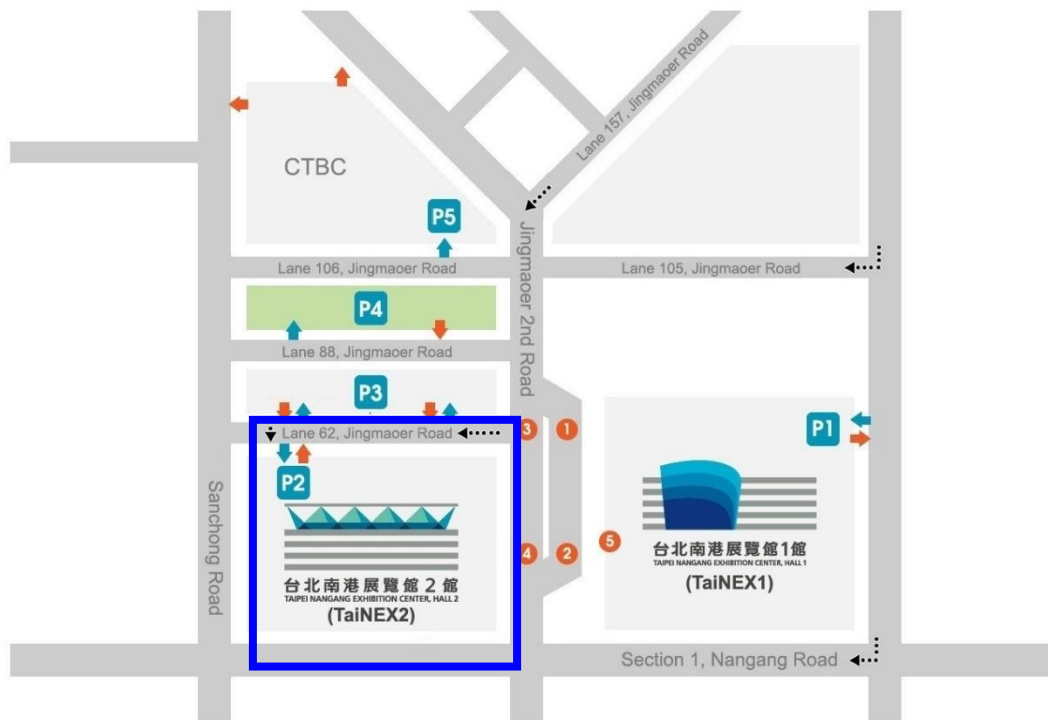 Lane 157, Jingmaoer Road
CTBC
P5
Jingmaoer 2nd Road
Lane 106, Jingmaoer Road
Lane 105, Jingmaoer Road
P4
Lane 88, Jingmaoer Road
P3
Lane 62, Jingmaoer Road
3
1
P1
P2
Sanchong Road
4
2
5
台北南港展覽館2館
TAIPEI NANGANG EXHIBITION CENTER, HALL 2
(TaiNEX2)
台北南港展覽館1館
TAIPEI NANGANG EXHIBITION CENTER, HALL 1
(TaiNEX1)
Section 1, Nangang Road